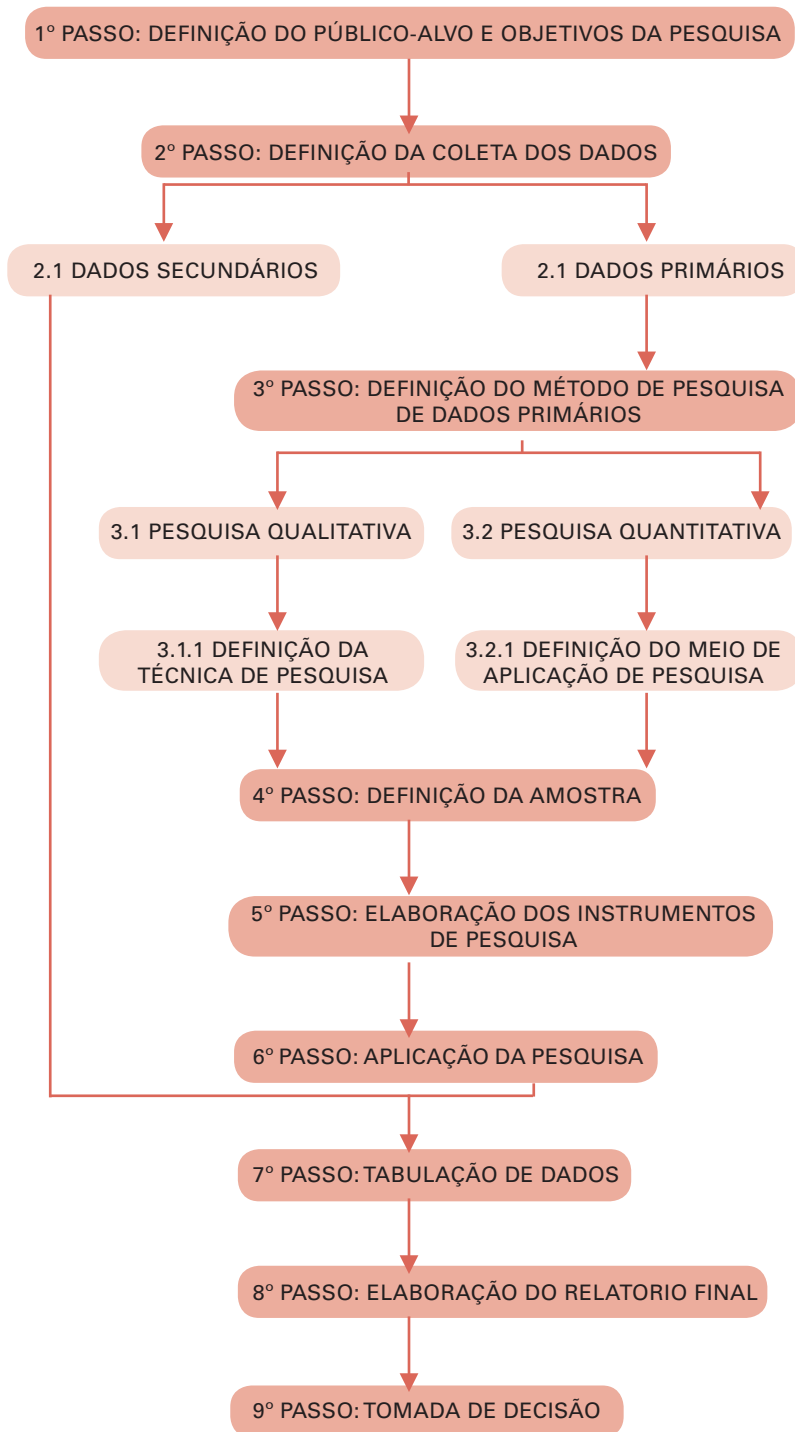 1º PASSO: DEFINIÇÃO DO PÚBLICO-ALVO E OBJETIVOS DA PESQUISA
2º PASSO: DEFINIÇÃO DA COLETA DOS DADOS
2.1 DADOS SECUNDÁRIOS
2.1 DADOS PRIMÁRIOS
3º PASSO: DEFINIÇÃO DO MÉTODO DE PESQUISA
DE DADOS PRIMÁRIOS
3.1 PESQUISA QUALITATIVA
3.2 PESQUISA QUANTITATIVA
3.1.1 DEFINIÇÃO DA
TÉCNICA DE PESQUISA
3.2.1 DEFINIÇÃO DO MEIO DE
APLICAÇÃO DE PESQUISA
4º PASSO: DEFINIÇÃO DA AMOSTRA
5º PASSO: ELABORAÇÃO DOS INSTRUMENTOS
DE PESQUISA
6º PASSO: APLICAÇÃO DA PESQUISA
7º PASSO: TABULAÇÃO DE DADOS
8º PASSO: ELABORAÇÃO DO RELATORIO FINAL
9º PASSO: TOMADA DE DECISÃO